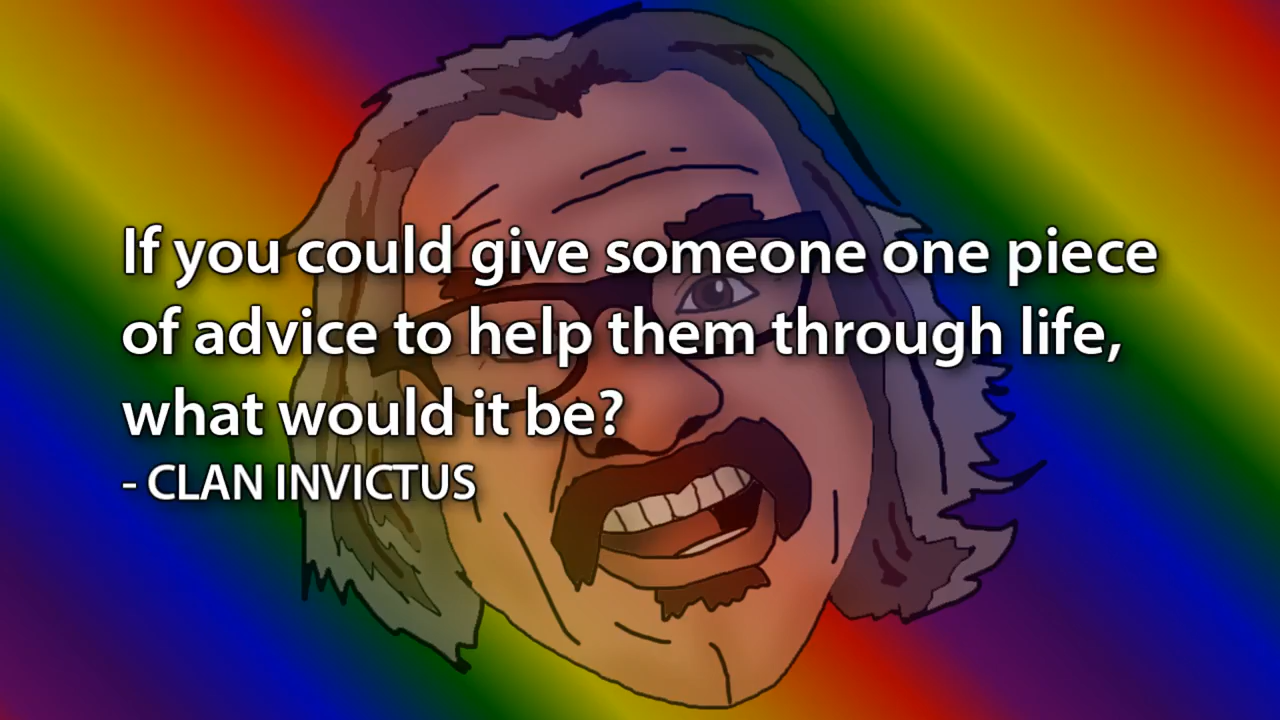 If you could give someone one piece
of advice to help them through life,
what would it be?
- CLAN INVICTUS